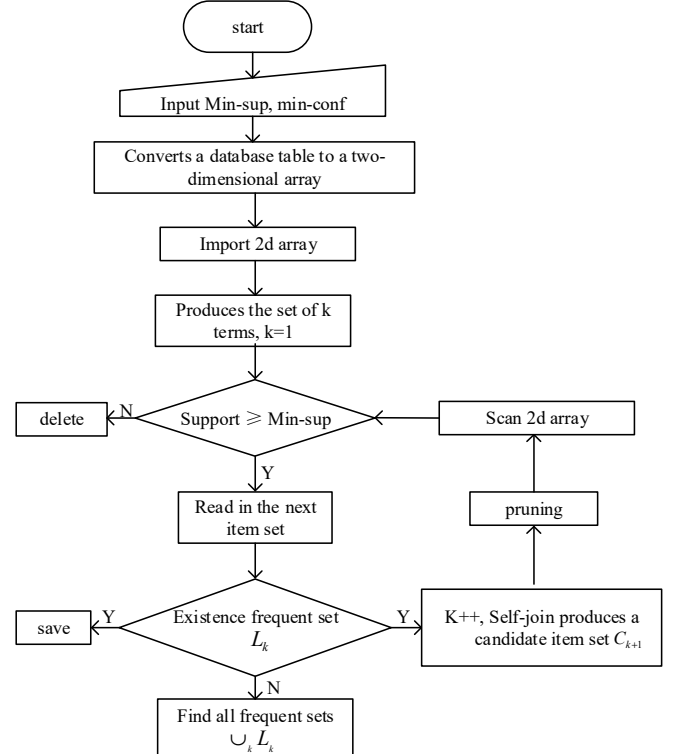 start
Input Min-sup, min-conf
Converts a database table to a two-
dimensional array
Import 2d array
Produces the set of k
terms, k=1
delete
N
Support ≥ Min-sup
Scan 2d array
Y
Read in the next
item set
pruning
save
Y
Existence frequent set
L_k
Y
K++, Self-join produces a
candidate item set C_{k+1}
N
Find all frequent sets
∪_k L_k